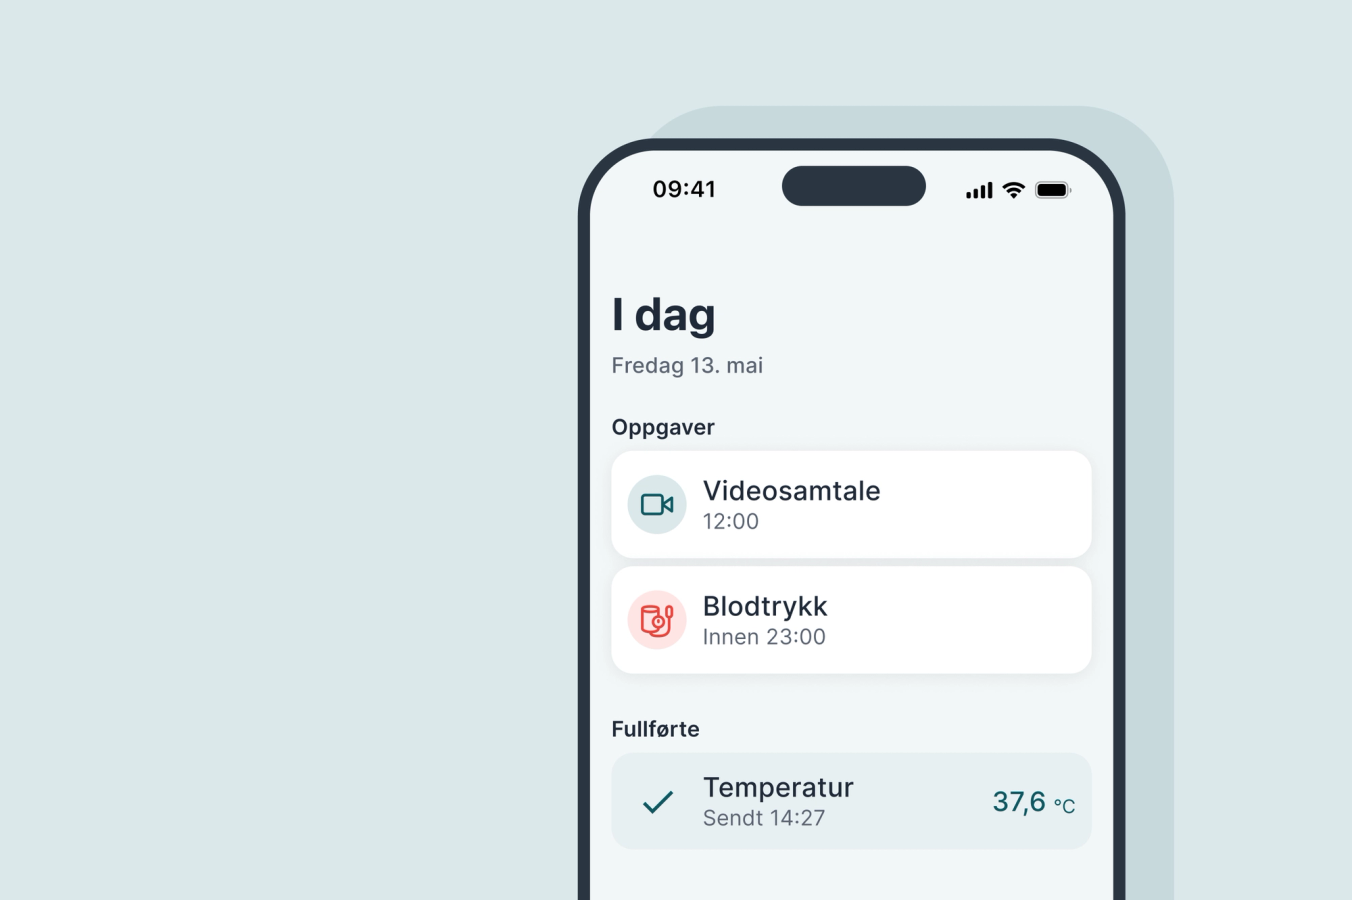 09:41
I dag
Fredag 13. mai
Oppgaver
Videosamtale
12:00
Blodtrykk
Innen 23:00
Fullførte
Temperatur
Sendt 14:27
37,6 °C